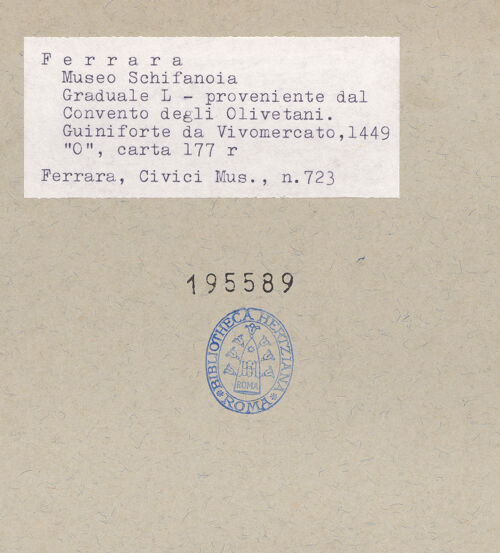 F e r r a r a
Museo Schifanoia
Graduale L - proveniente dal
Convento degli Olivetani.
Guiniforte da Vivomercato,1449
"O", carta 177 r
Ferrara, Civici Mus., n.723
195589
BIBLIOTHECA HERTZIANA
ROMA
ROMA